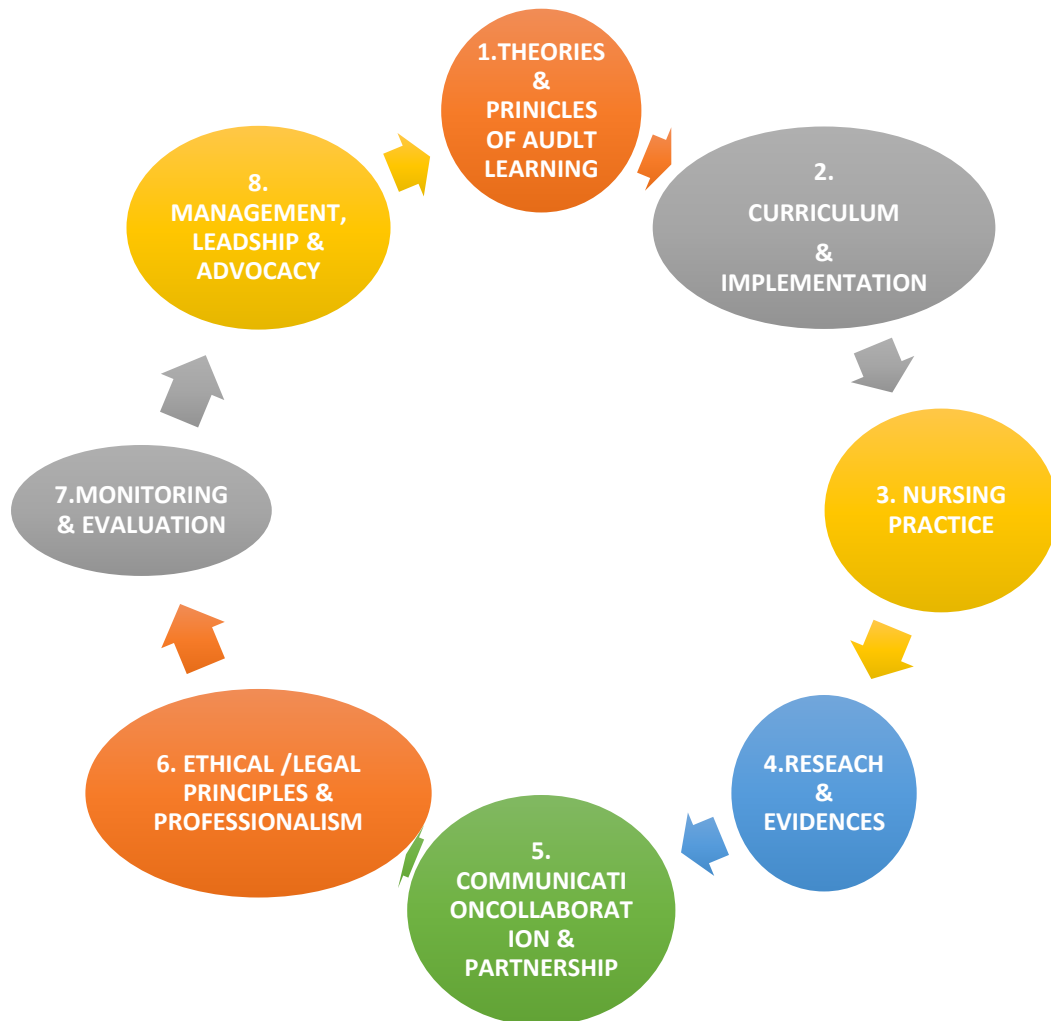 1.THEORIES
&
PRINICLES
OF AUDLT
LEARNING
2.
CURRICULUM
&
IMPLEMENTATION
3. NURSING
PRACTICE
4.RESEACH
&
EVIDENCES
5.
COMMUNICATI
ONCOLLABORAT
ION &
PARTNERSHIP
6. ETHICAL /LEGAL
PRINCIPLES &
PROFESSIONALISM
7.MONITORING
& EVALUATION
8.
MANAGEMENT,
LEADSHIP &
ADVOCACY